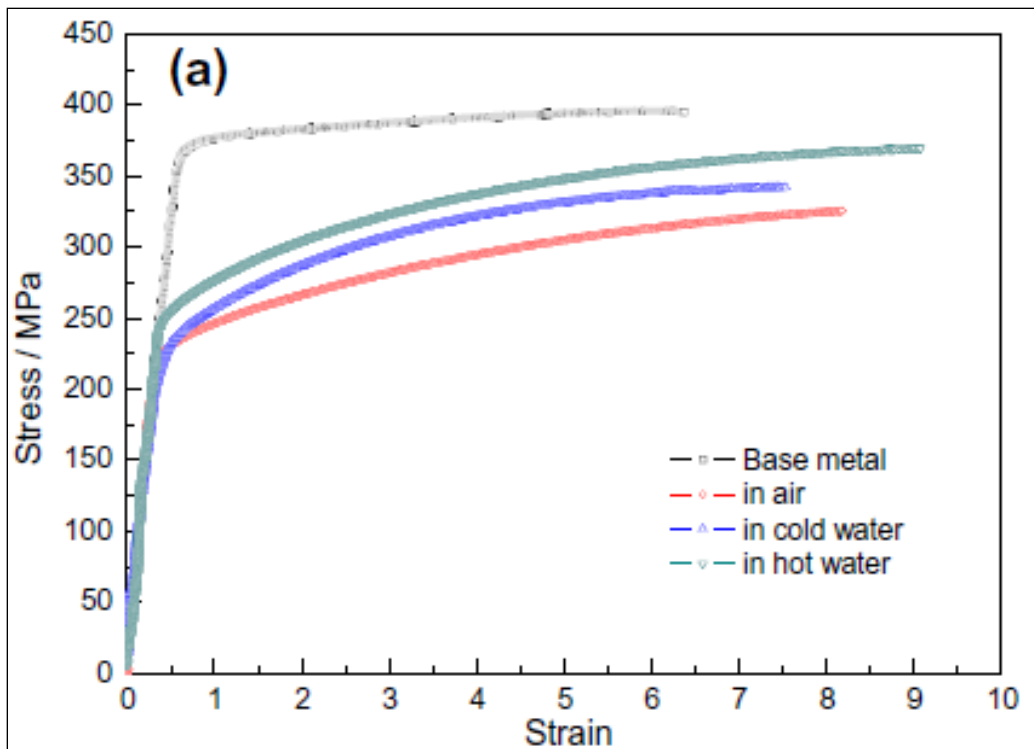 (a)
Stress / MPa
450
400
350
300
250
200
150
100
50
0
Base metal
in air
in cold water
in hot water
0 1 2 3 4 5 6 7 8 9 10
Strain